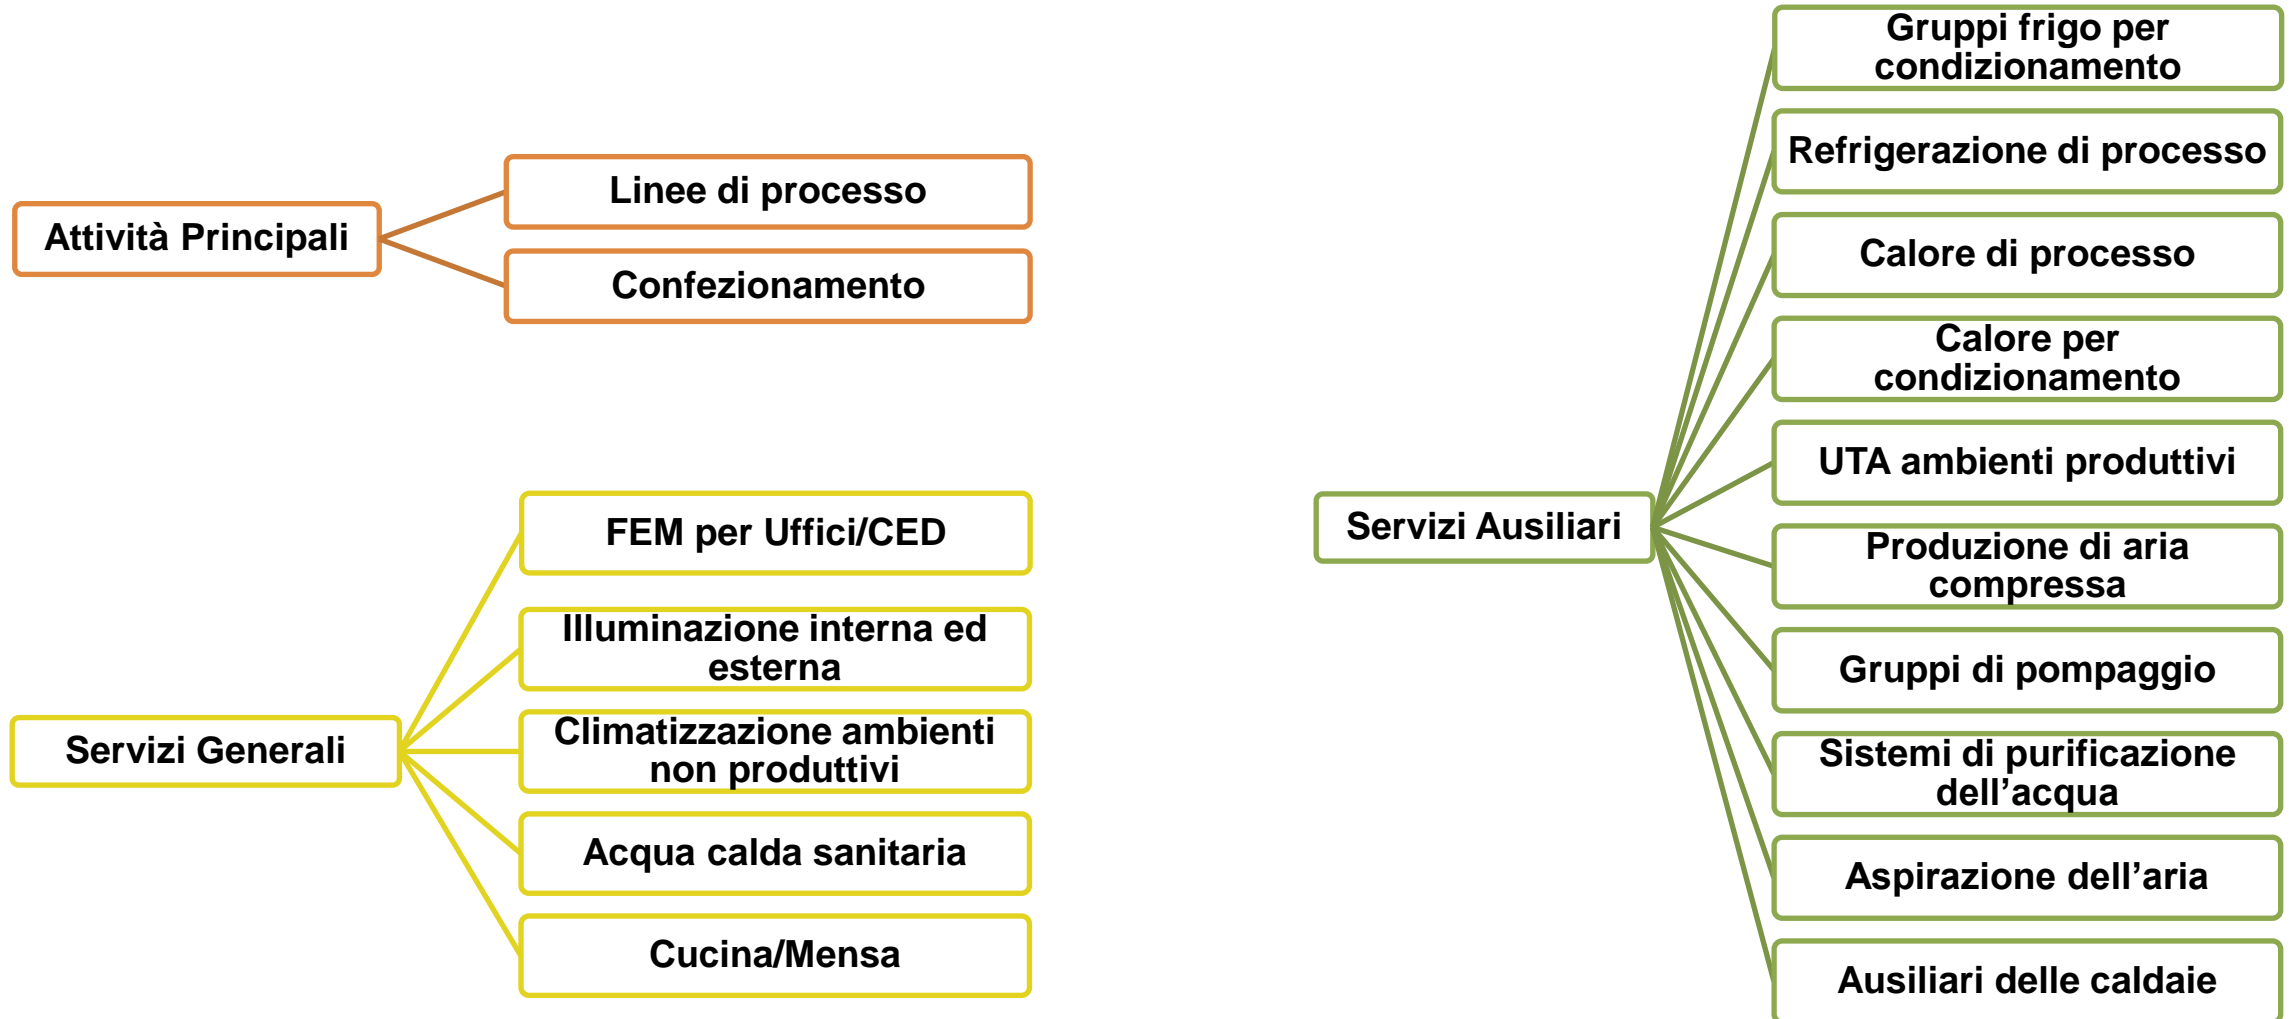 Attività Principali
Linee di processo
Confezionamento
Servizi Generali
FEM per Uffici/CED
Illuminazione interna ed
esterna
Climatizzazione ambienti
non produttivi
Acqua calda sanitaria
Cucina/Mensa
Servizi Ausiliari
Gruppi frigo per
condizionamento
Refrigerazione di processo
Calore di processo
Calore per
condizionamento
UTA ambienti produttivi
Produzione di aria
compressa
Gruppi di pompaggio
Sistemi di purificazione
dell’acqua
Aspirazione dell’aria
Ausiliari delle caldaie